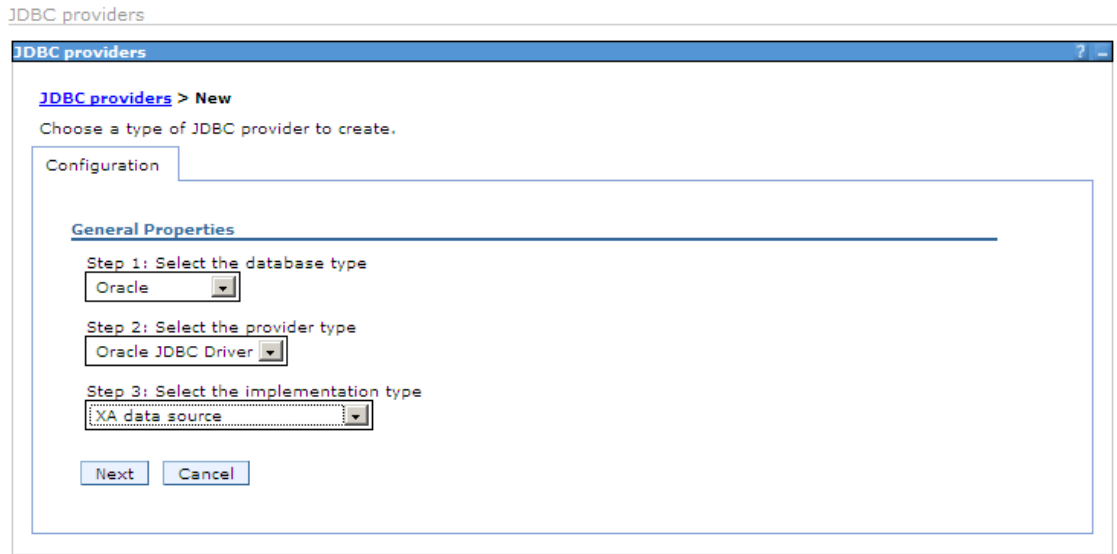 JDBC providers
JDBC providers ? -
JDBC providers > New
Choose a type of JDBC provider to create.
Configuration
General Properties
Step 1: Select the database type
Oracle
Step 2: Select the provider type
Oracle JDBC Driver
Step 3: Select the implementation type
XA data source
Next Cancel